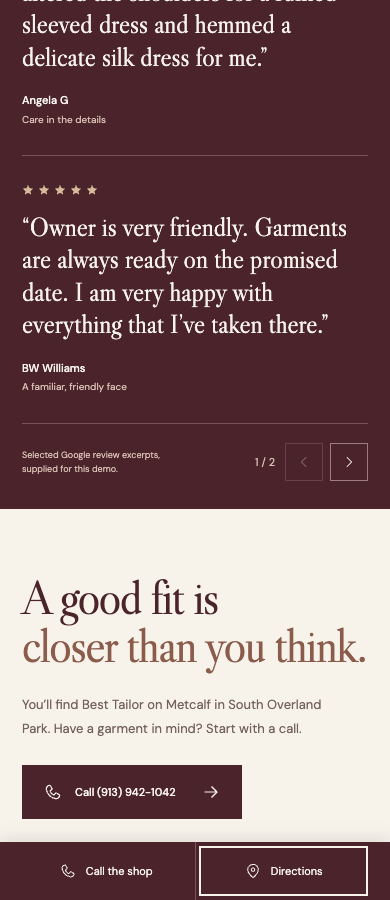 sleeved dress and hemmed a
delicate silk dress for me.”
Angela G
Care in the details
“Owner is very friendly. Garments
are always ready on the promised
date. I am very happy with
everything that I’ve taken there.”
BW Williams
A familiar, friendly face
Selected Google review excerpts,
supplied for this demo.
1 / 2
A good fit is
closer than you think.
You’ll find Best Tailor on Metcalf in South Overland
Park. Have a garment in mind? Start with a call.
Call (913) 942-1042
Call the shop
Directions